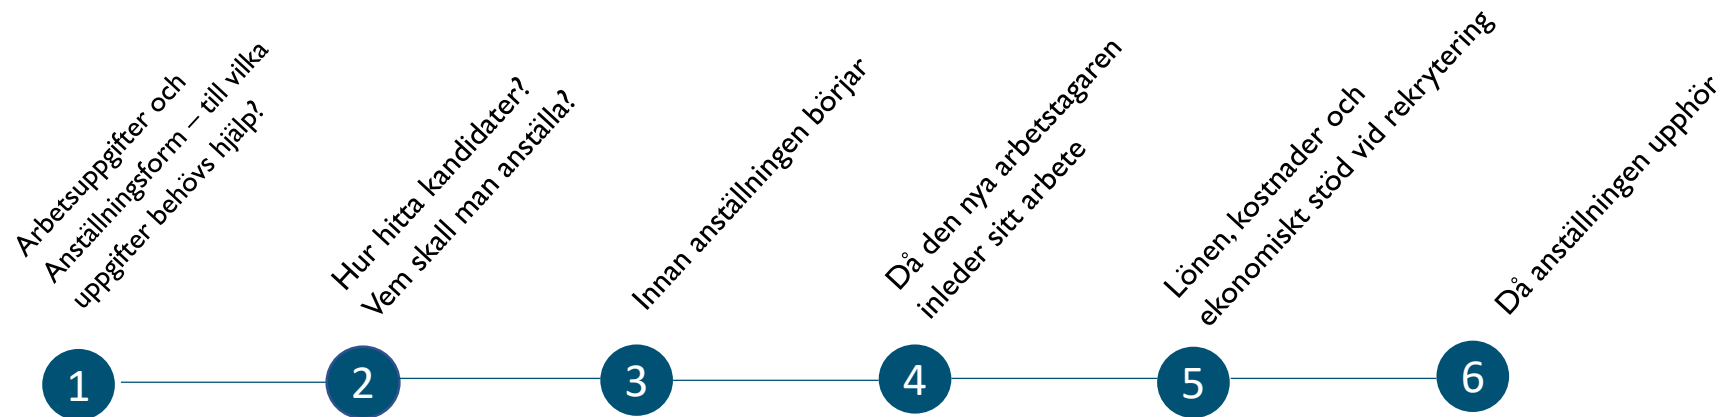 Arbetsuppgifter och
Anställningsform – till vilka
uppgifter behövs hjälp?
Hur hitta kandidater?
Vem skall man anställa?
Innan anställningen börjar
Då den nya arbetstagaren
inleder sitt arbete
Lönen, kostnader och
ekonomiskt stöd vid rekrytering
Då anställningen upphör
1
2
3
4
5
6